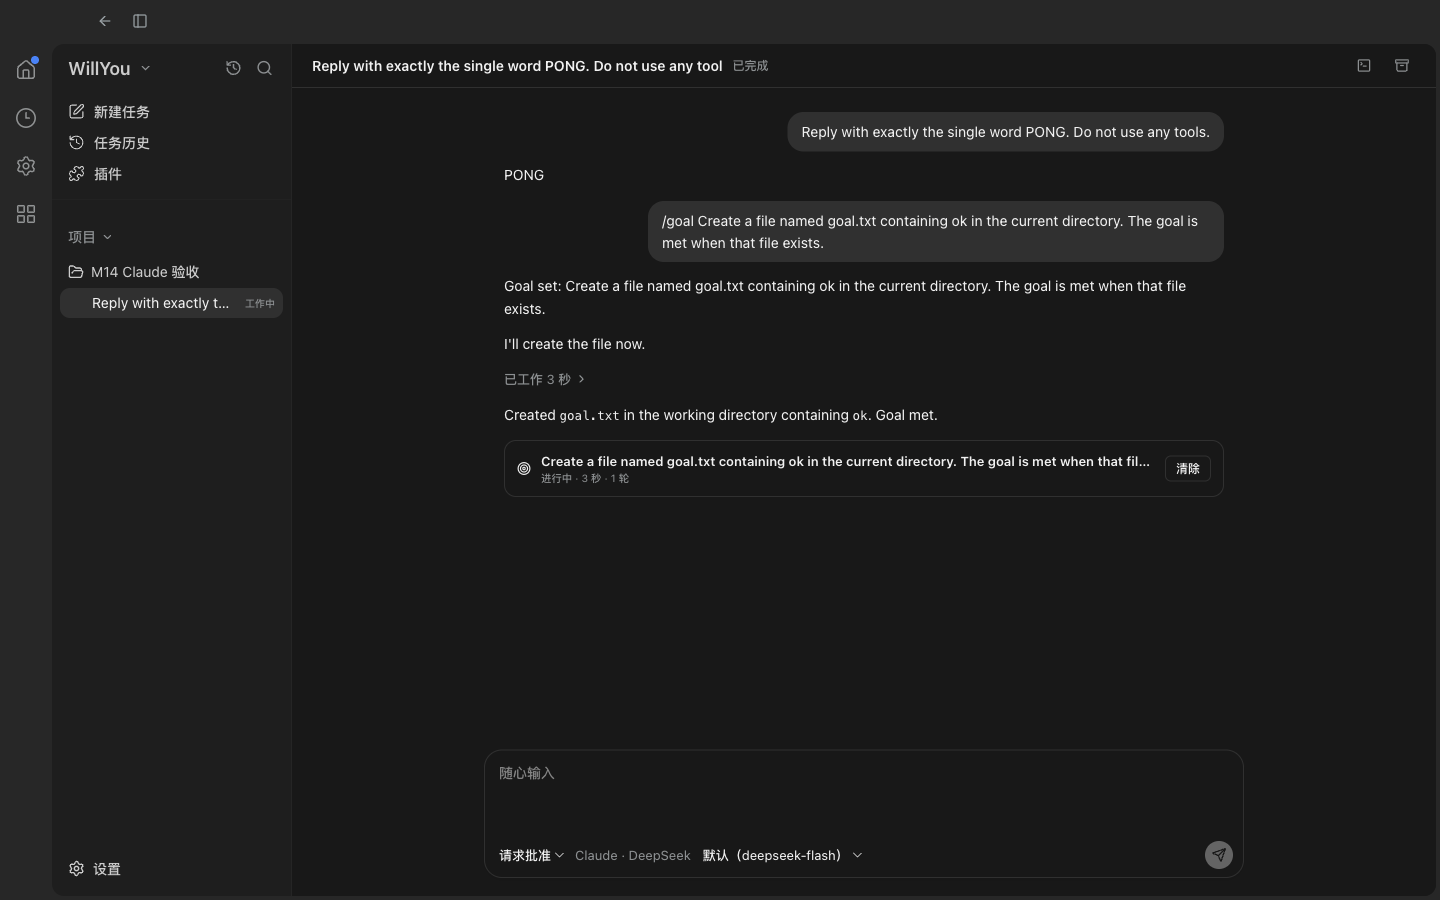 WillYou
新建任务
任务历史
插件
项目
M14 Claude 验收
Reply with exactly t... 工作中
设置
Reply with exactly the single word PONG. Do not use any tool 已完成
Reply with exactly the single word PONG. Do not use any tools.
PONG
/goal Create a file named goal.txt containing ok in the current directory. The goal is
met when that file exists.
Goal set: Create a file named goal.txt containing ok in the current directory. The goal is met when that file
exists.
I'll create the file now.
已工作 3 秒
Created goal.txt in the working directory containing ok. Goal met.
Create a file named goal.txt containing ok in the current directory. The goal is met when that fil...
进行中 · 3 秒 · 1 轮
清除
随心输入
请求批准 Claude · DeepSeek 默认（deepseek-flash）